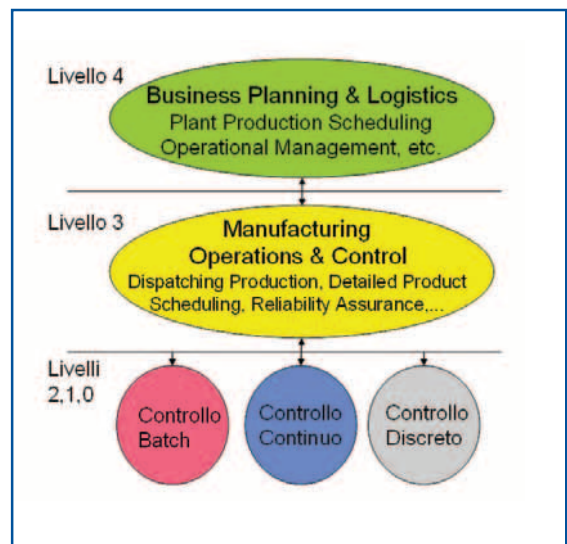 Livello 4
Business Planning & Logistics
Plant Production Scheduling
Operational Management, etc.
Livello 3
Manufacturing
Operations & Control
Dispatching Production, Detailed Product
Scheduling, Reliability Assurance,...
Livelli
2,1,0
Controllo
Batch
Controllo
Continuo
Controllo
Discreto